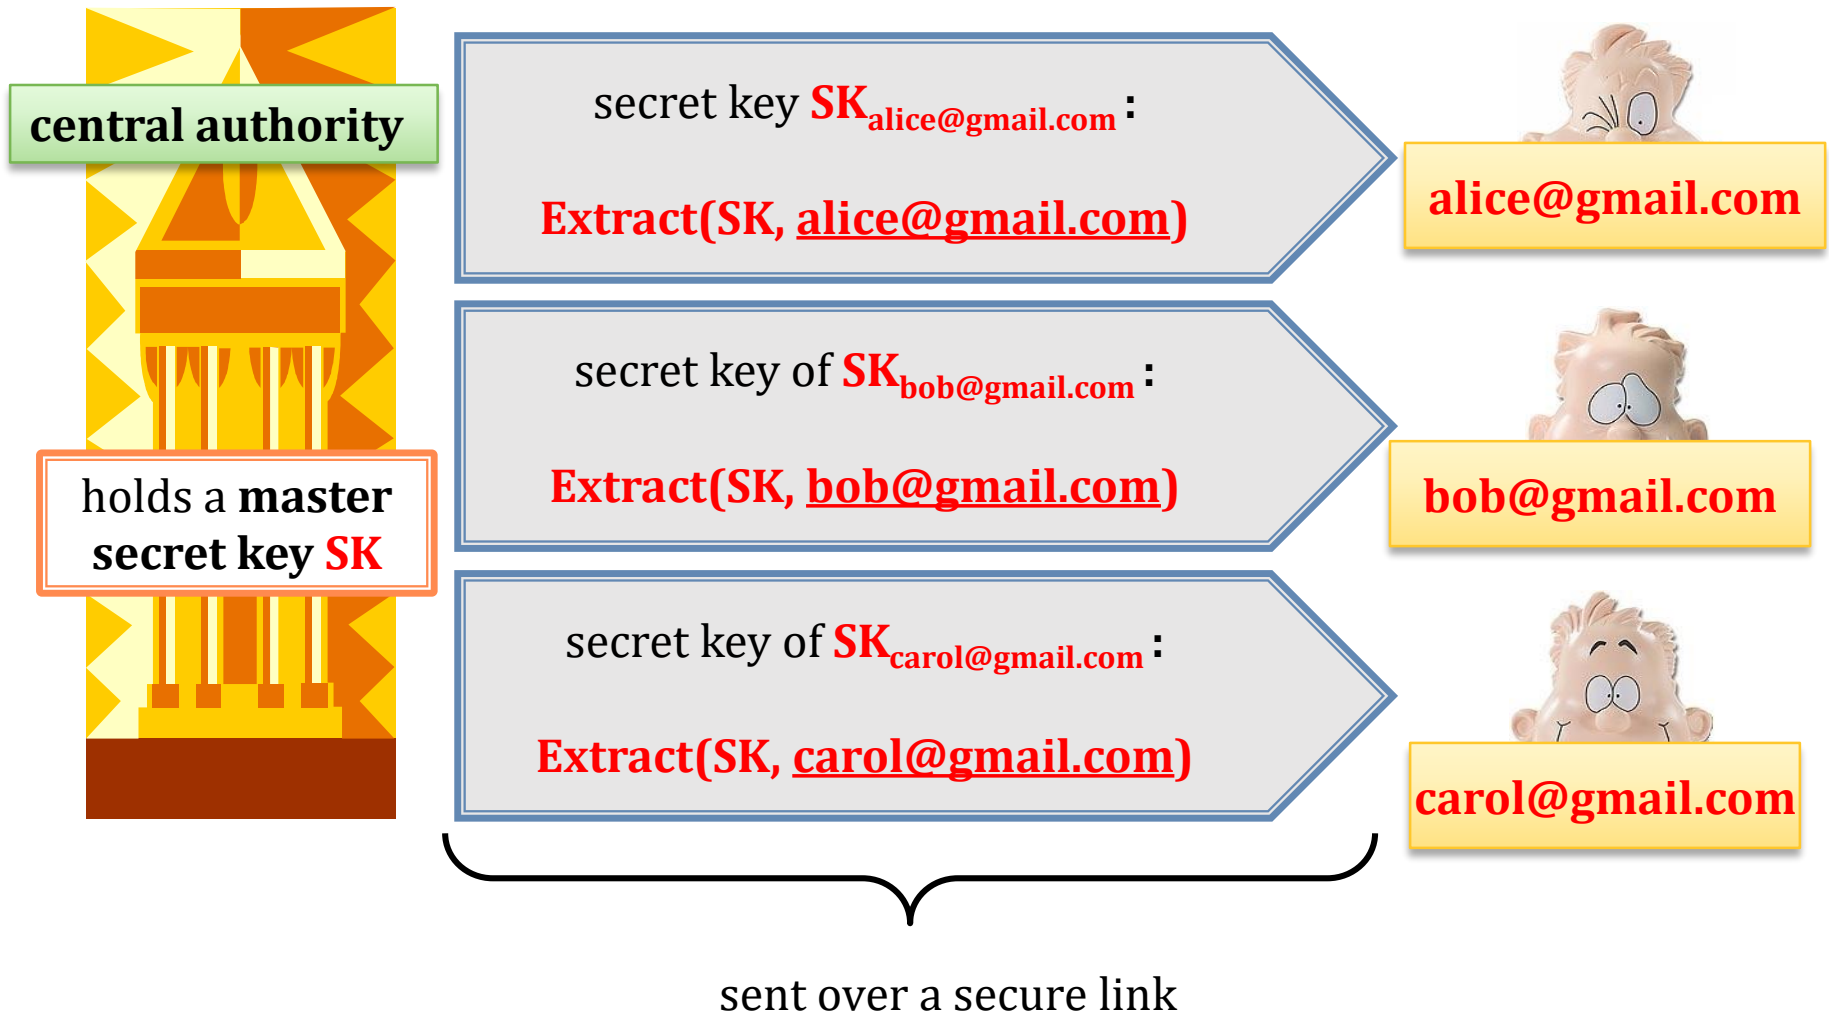 central authority
holds a master
secret key SK
secret key SKalice@gmail.com :
Extract(SK, alice@gmail.com)
alice@gmail.com
secret key of SKbob@gmail.com :
Extract(SK, bob@gmail.com)
bob@gmail.com
secret key of SKcarol@gmail.com :
Extract(SK, carol@gmail.com)
carol@gmail.com
sent over a secure link